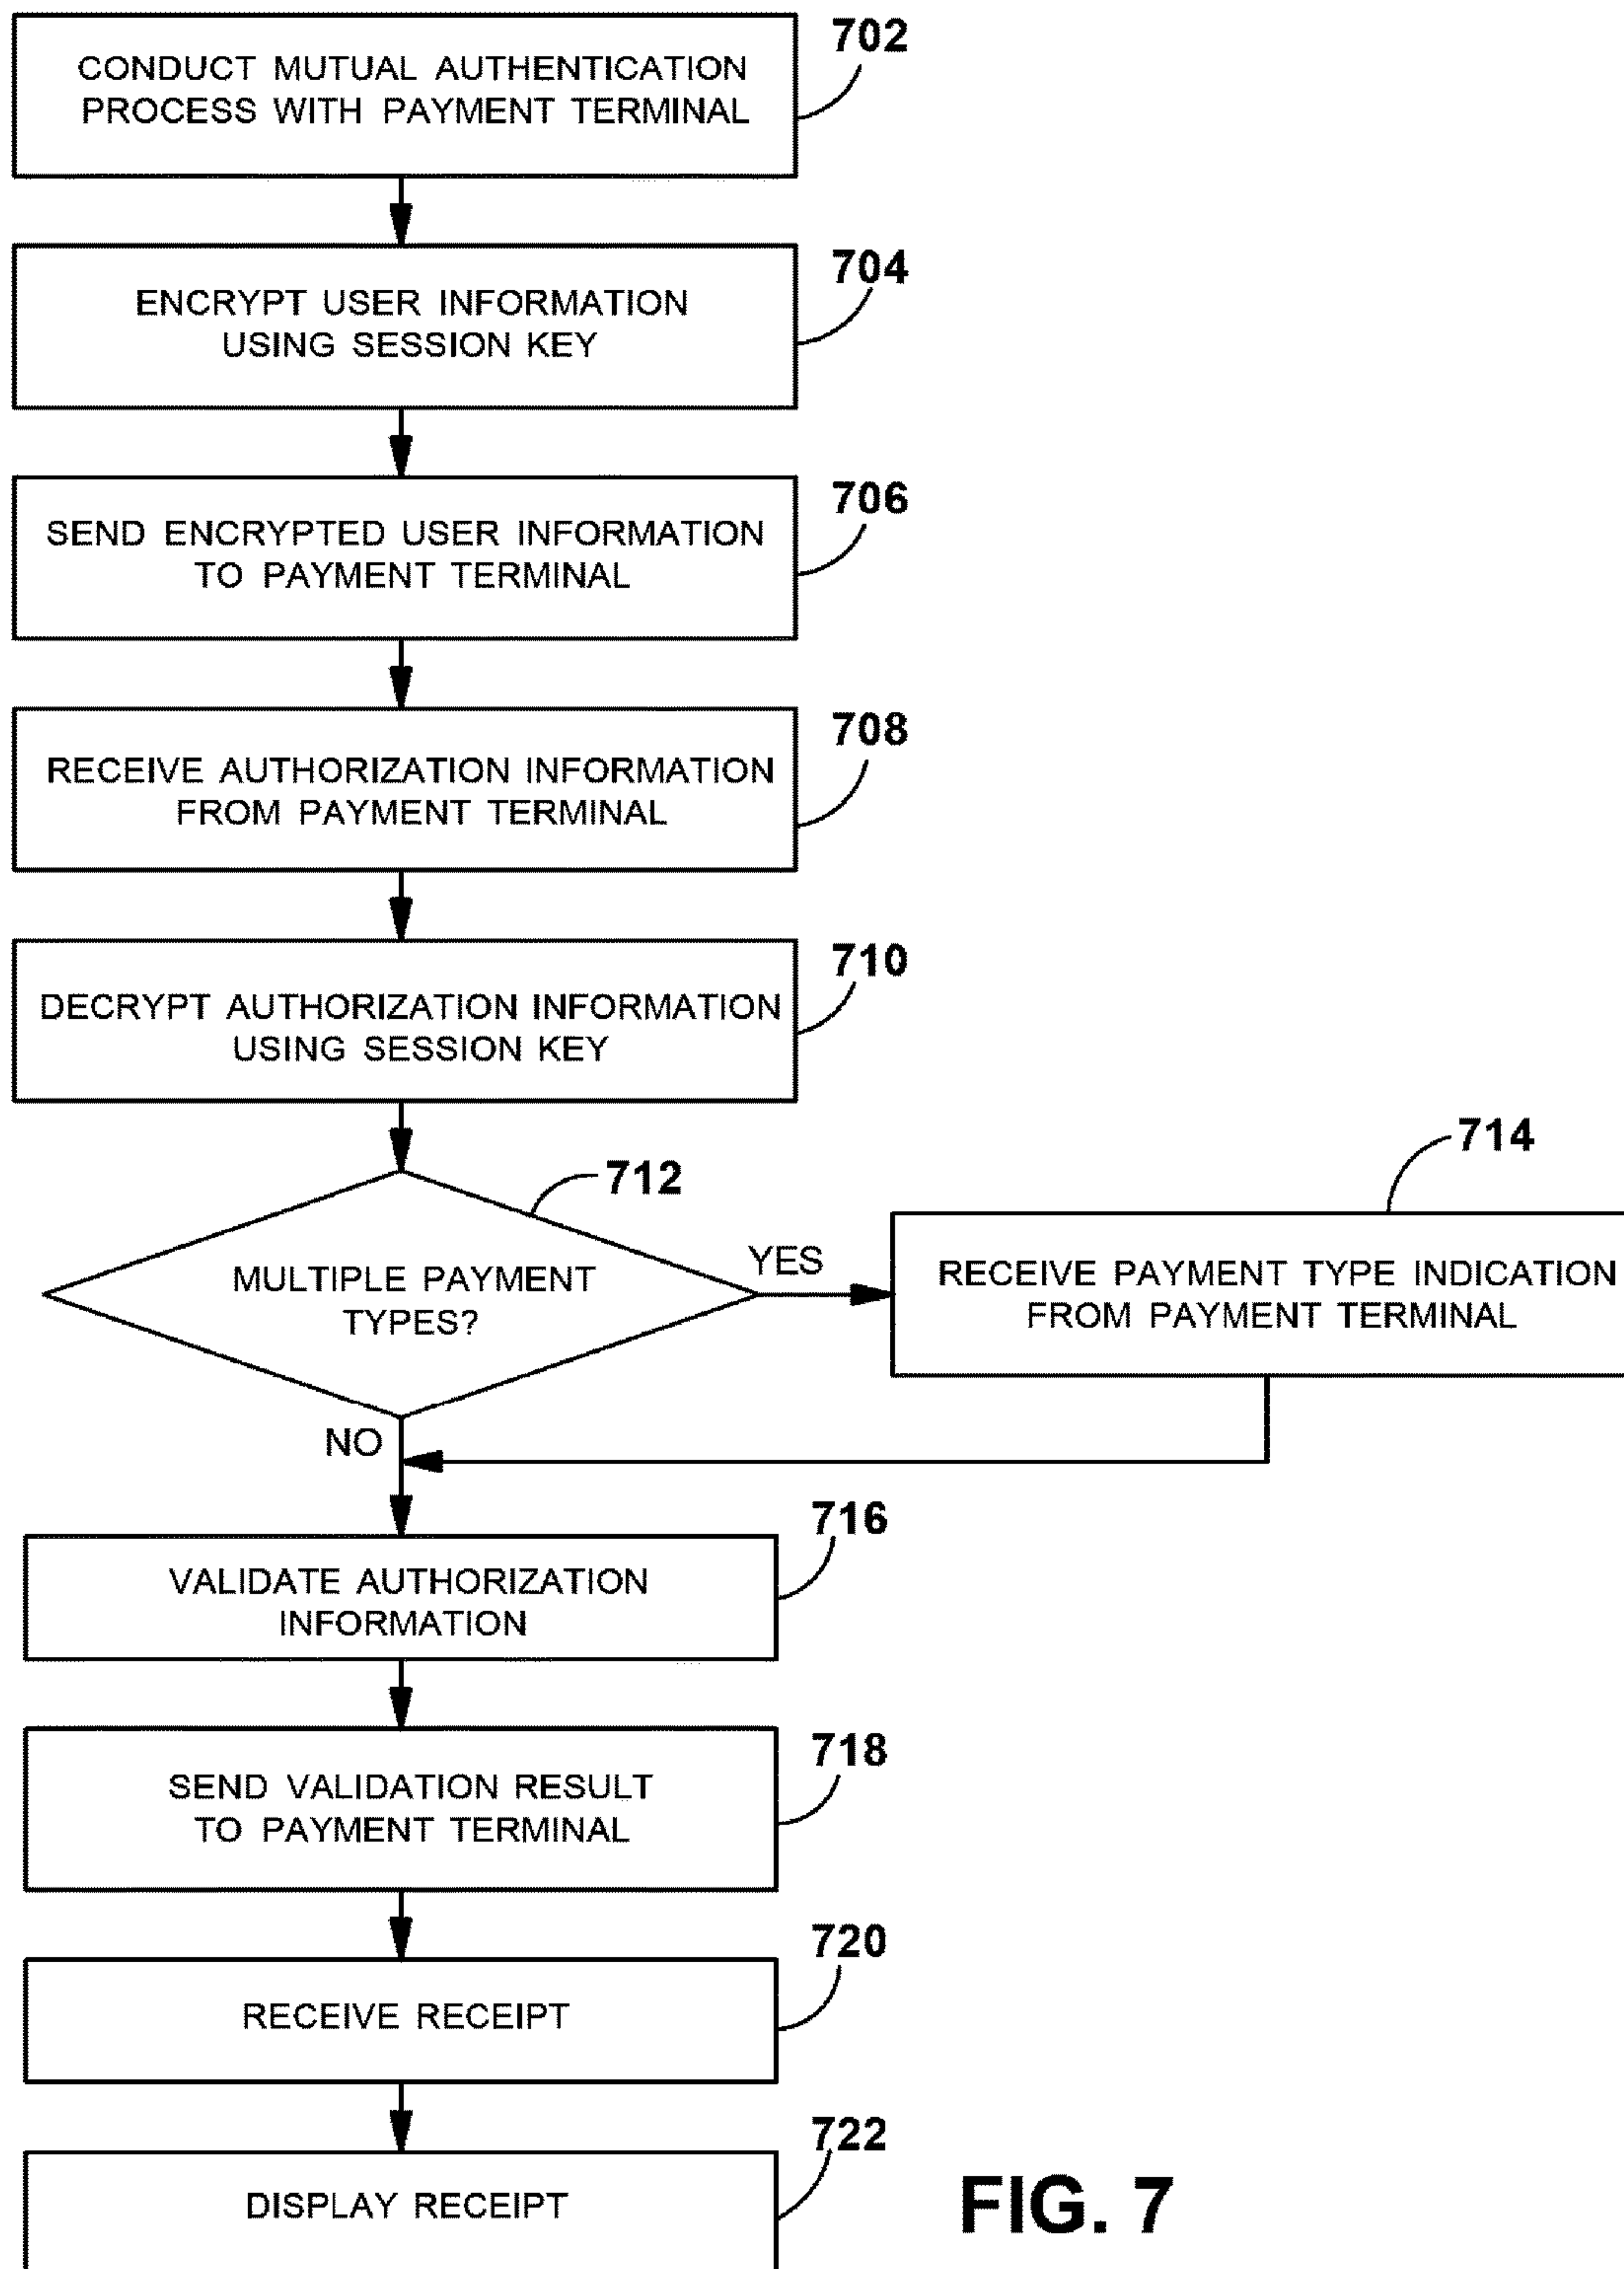 702
CONDUCT MUTUAL AUTHENTICATION
PROCESS WITH PAYMENT TERMINAL
704
ENCRYPT USER INFORMATION
USING SESSION KEY
706
SEND ENCRYPTED USER INFORMATION
TO PAYMENT TERMINAL
708
RECEIVE AUTHORIZATION INFORMATION
FROM PAYMENT TERMINAL
710
DECRYPT AUTHORIZATION INFORMATION
USING SESSION KEY
712
MULTIPLE PAYMENT
TYPES?
YES
714
RECEIVE PAYMENT TYPE INDICATION
FROM PAYMENT TERMINAL
NO
716
VALIDATE AUTHORIZATION
INFORMATION
718
SEND VALIDATION RESULT
TO PAYMENT TERMINAL
720
RECEIVE RECEIPT
722
DISPLAY RECEIPT
FIG. 7